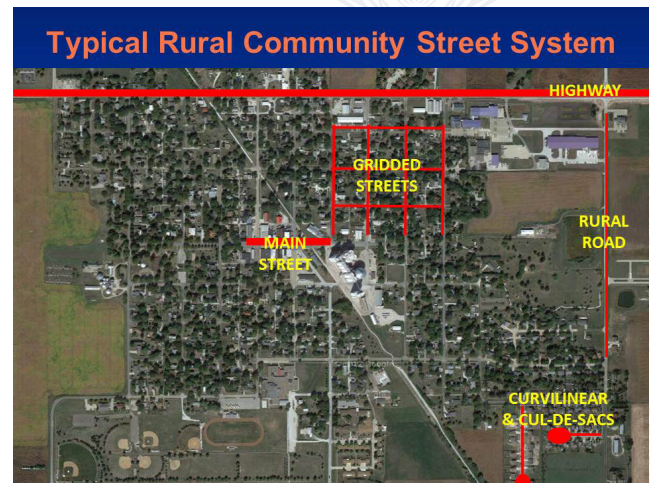 Typical Rural Community Street System
HIGHWAY
GRIDDED
STREETS
RURAL
ROAD
MAIN
STREET
CURVILINEAR
& CUL-DE-SACS